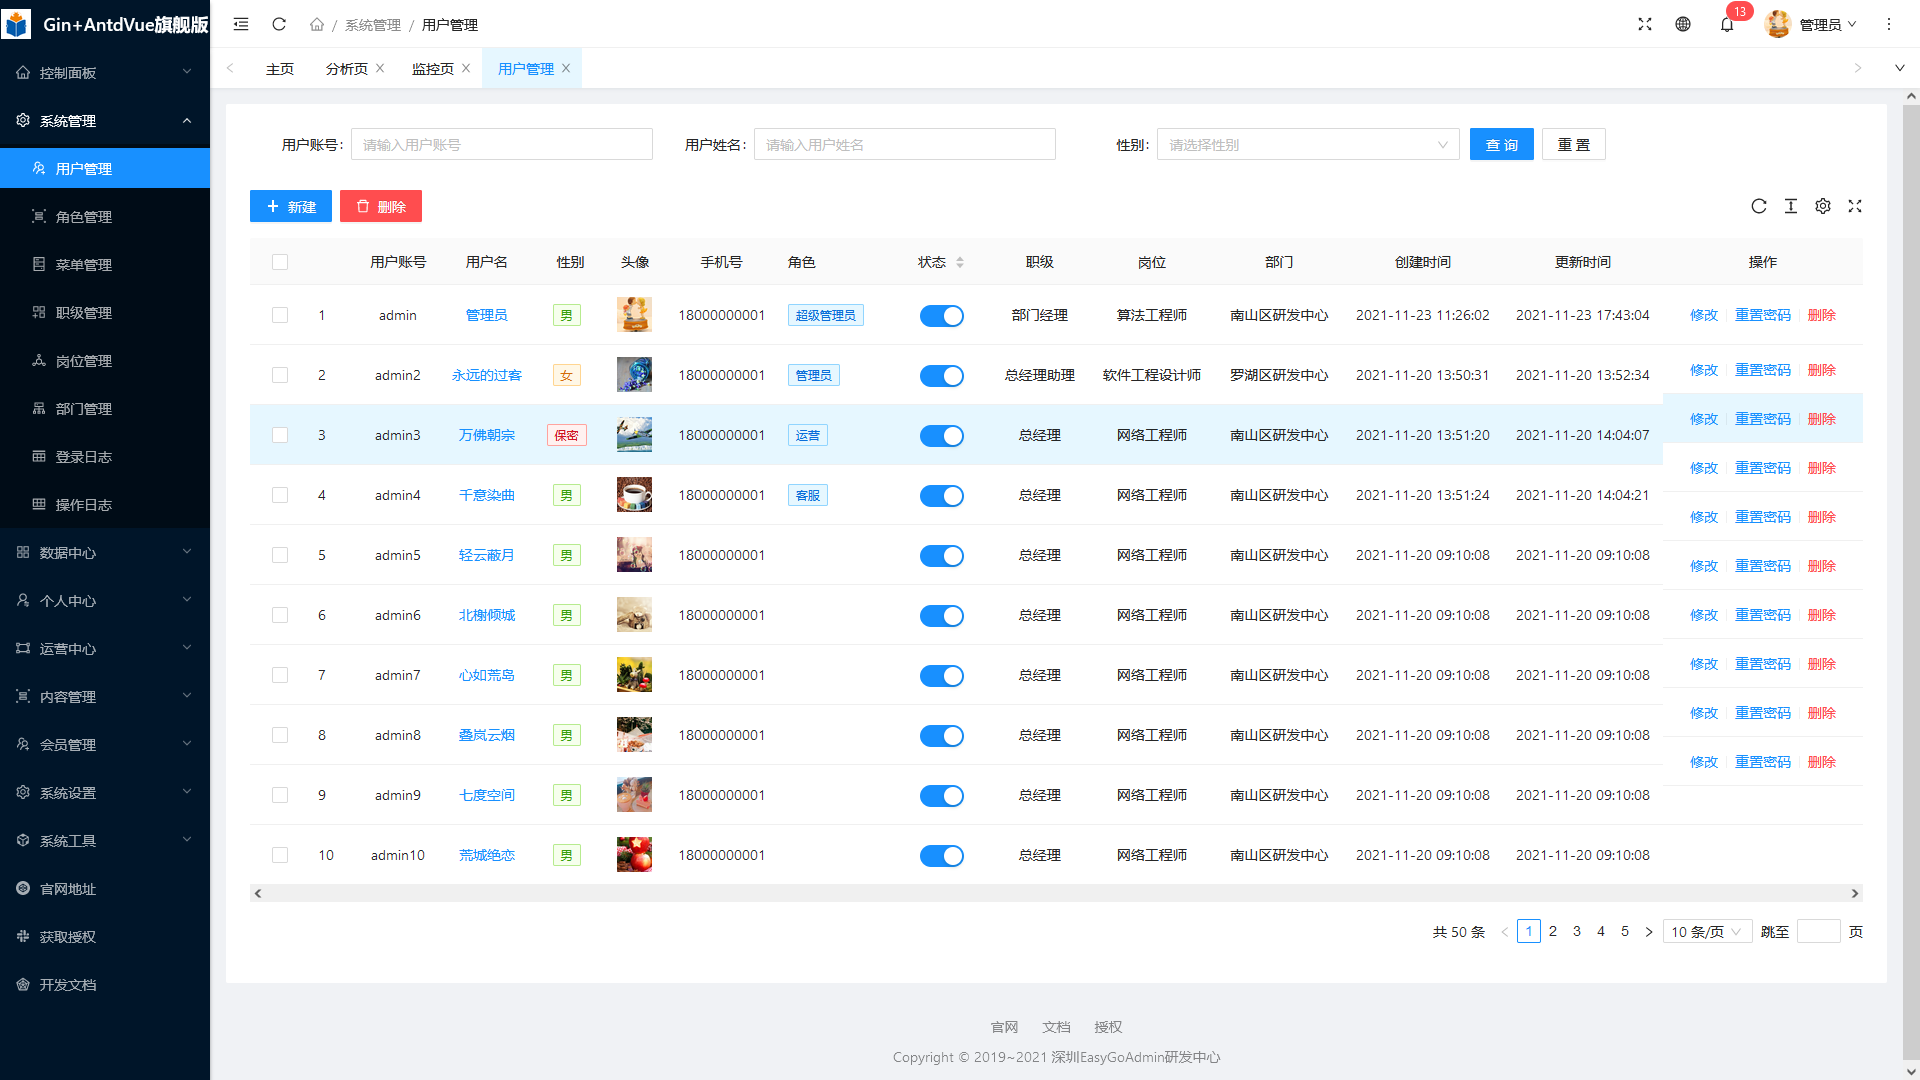 Gin+AntdVue旗舰版
控制面板
系统管理
用户管理
角色管理
菜单管理
职级管理
岗位管理
部门管理
登录日志
操作日志
数据中心
个人中心
运营中心
内容管理
会员管理
系统设置
系统工具
官网地址
获取授权
开发文档
/ 系统管理 / 用户管理
13
管理员
主页 分析页 监控页 用户管理
用户账号: 请输入用户账号 用户姓名: 请输入用户姓名 性别: 请选择性别 查 询 重 置
新建 删除
用户账号 用户名 性别 头像 手机号 角色 状态 职级 岗位 部门 创建时间 更新时间 操作
1 admin 管理员 男 18000000001 超级管理员 部门经理 算法工程师 南山区研发中心 2021-11-23 11:26:02 2021-11-23 17:43:04 修改 重置密码 删除
2 admin2 永远的过客 女 18000000001 管理员 总经理助理 软件工程设计师 罗湖区研发中心 2021-11-20 13:50:31 2021-11-20 13:52:34 修改 重置密码 删除
3 admin3 万佛朝宗 保密 18000000001 运营 总经理 网络工程师 南山区研发中心 2021-11-20 13:51:20 2021-11-20 14:04:07 修改 重置密码 删除
4 admin4 千意染曲 男 18000000001 客服 总经理 网络工程师 南山区研发中心 2021-11-20 13:51:24 2021-11-20 14:04:21 修改 重置密码 删除
5 admin5 轻云蔽月 男 18000000001 总经理 网络工程师 南山区研发中心 2021-11-20 09:10:08 2021-11-20 09:10:08 修改 重置密码 删除
6 admin6 北榭倾城 男 18000000001 总经理 网络工程师 南山区研发中心 2021-11-20 09:10:08 2021-11-20 09:10:08 修改 重置密码 删除
7 admin7 心如荒岛 男 18000000001 总经理 网络工程师 南山区研发中心 2021-11-20 09:10:08 2021-11-20 09:10:08 修改 重置密码 删除
8 admin8 叠岚云烟 男 18000000001 总经理 网络工程师 南山区研发中心 2021-11-20 09:10:08 2021-11-20 09:10:08 修改 重置密码 删除
9 admin9 七度空间 男 18000000001 总经理 网络工程师 南山区研发中心 2021-11-20 09:10:08 2021-11-20 09:10:08 修改 重置密码 删除
10 admin10 荒城绝恋 男 18000000001 总经理 网络工程师 南山区研发中心 2021-11-20 09:10:08 2021-11-20 09:10:08 修改 重置密码 删除
共 50 条 1 2 3 4 5 10 条/页 跳至 页
官网 文档 授权
Copyright © 2019~2021 深圳EasyGoAdmin研发中心